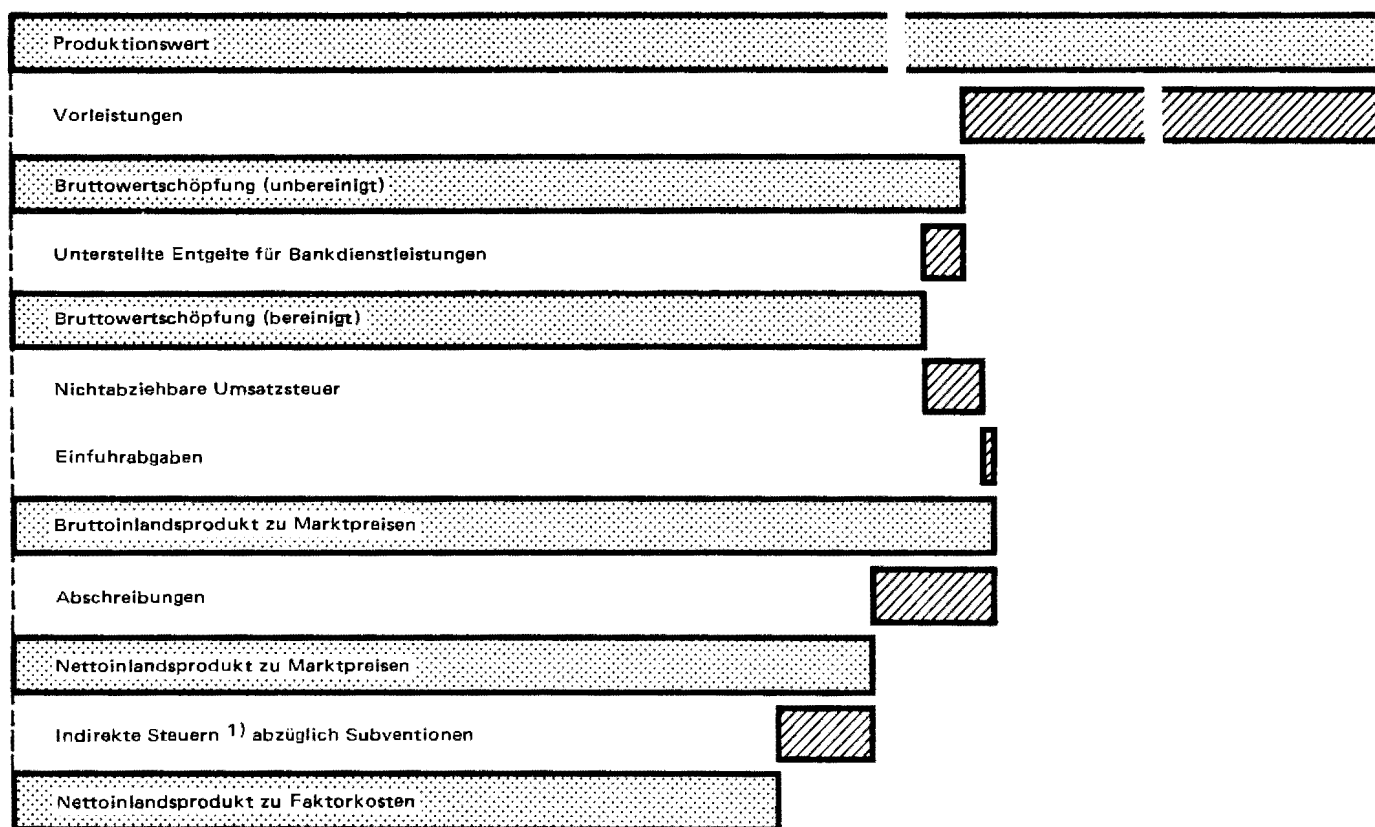 Produktionswert
Vorleistungen
Bruttowertschöpfung (unbereinigt)
Unterstellte Entgelte für Bankdienstleistungen
Bruttowertschöpfung (bereinigt)
Nichtabziehbare Umsatzsteuer
Einfuhrabgaben
Bruttoinlandsprodukt zu Marktpreisen
Abschreibungen
Nettoinlandsprodukt zu Marktpreisen
Indirekte Steuern 1) abzüglich Subventionen
Nettoinlandsprodukt zu Faktorkosten